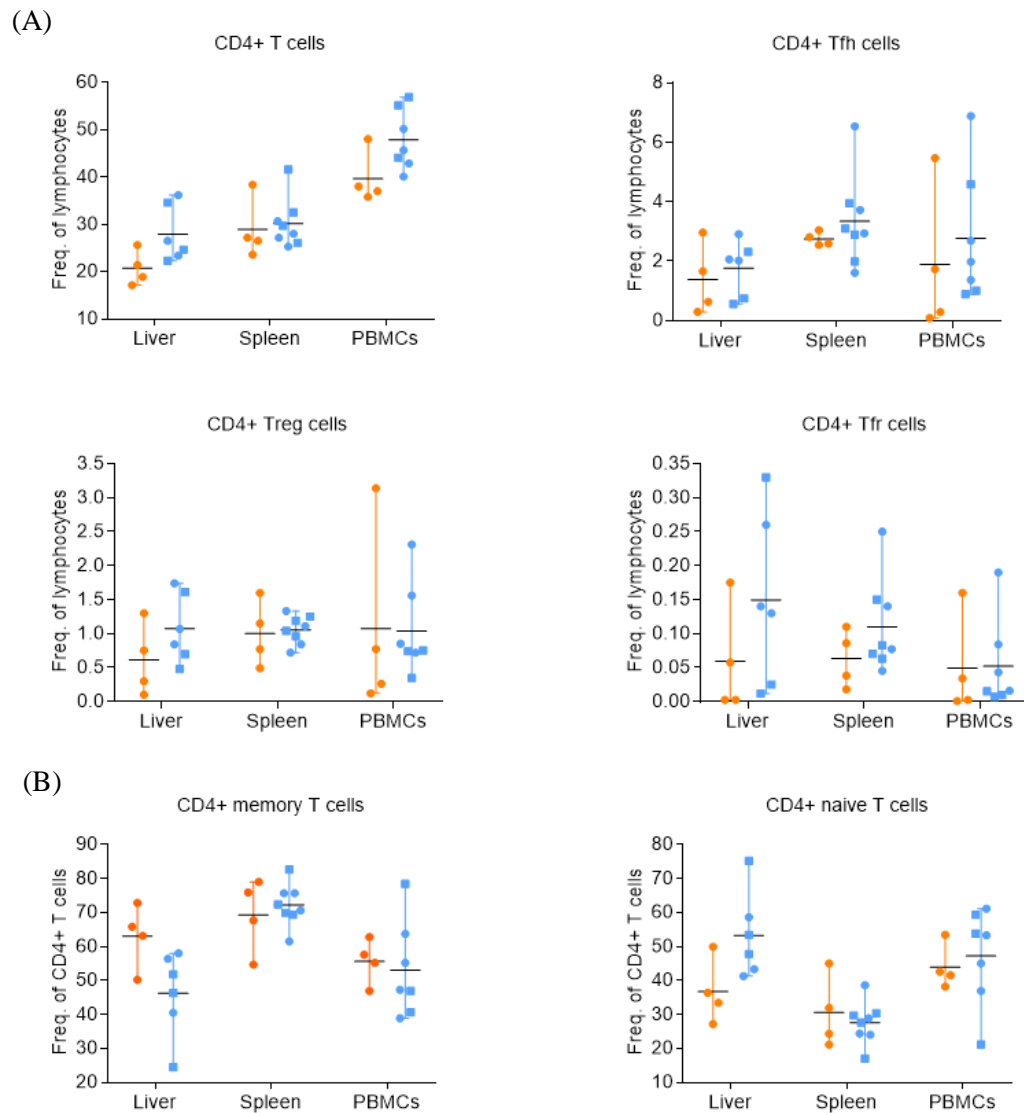 (A)
CD4+ T cells
Freq. of lymphocytes
60
50
40
30
20
10
Liver Spleen PBMCs
CD4+ Tfh cells
Freq. of lymphocytes
8
6
4
2
0
Liver Spleen PBMCs
CD4+ Treg cells
Freq. of lymphocytes
3.5
3.0
2.5
2.0
1.5
1.0
0.5
0.0
Liver Spleen PBMCs
CD4+ Tfr cells
Freq. of lymphocytes
0.35
0.30
0.25
0.20
0.15
0.10
0.05
0.00
Liver Spleen PBMCs
(B)
CD4+ memory T cells
Freq. of CD4+ T cells
90
80
70
60
50
40
30
20
Liver Spleen PBMCs
CD4+ naive T cells
Freq. of CD4+ T cells
80
70
60
50
40
30
20
10
Liver Spleen PBMCs